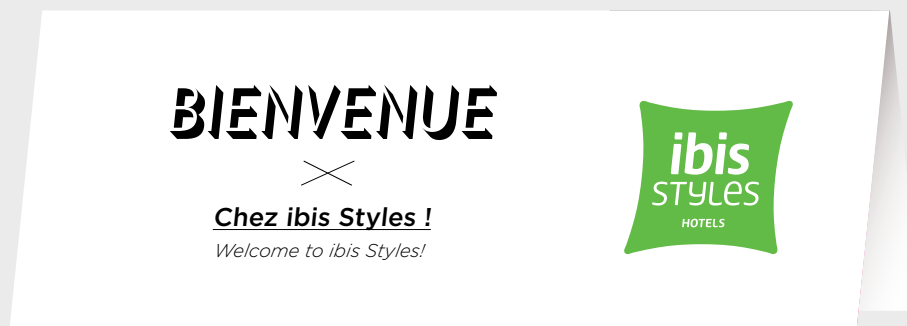 BIENVENUE
Chez ibis Styles !
Welcome to ibis Styles!
ibis
STYLES
HOTELS